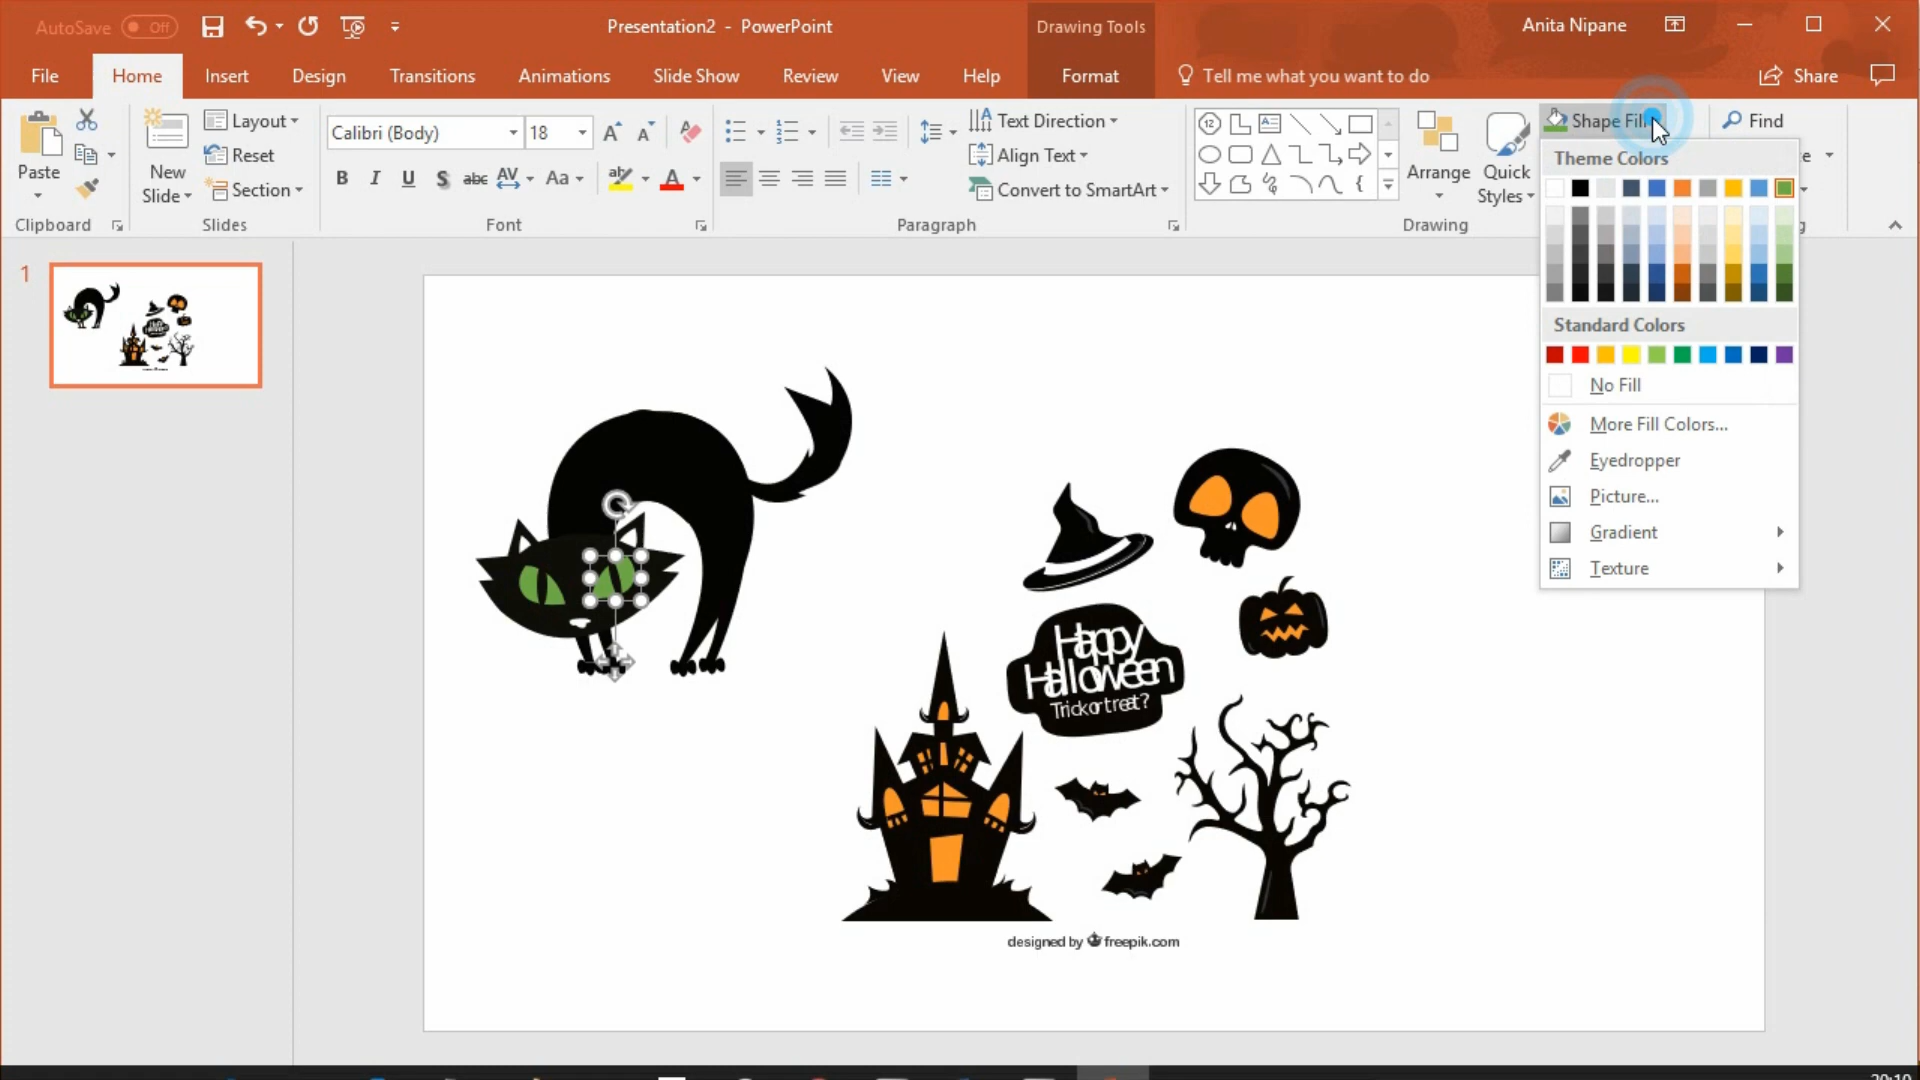 AutoSave Off
Presentation2 - PowerPoint
Drawing Tools
Anita Nipane
File Home Insert Design Transitions Animations Slide Show Review View Help Format Tell me what you want to do Share
Paste
Clipboard
New Slide
Layout
Reset
Section
Slides
Calibri (Body) 18
B I U S abc AV Aa ab A
Font
Text Direction
Align Text
Convert to SmartArt
Paragraph
Arrange
Quick Styles
Drawing
Shape Fill
Find
Theme Colors
Standard Colors
No Fill
More Fill Colors...
Eyedropper
Picture...
Gradient
Texture
1
Happy
Halloween
Trick or treat?
designed by freepik.com